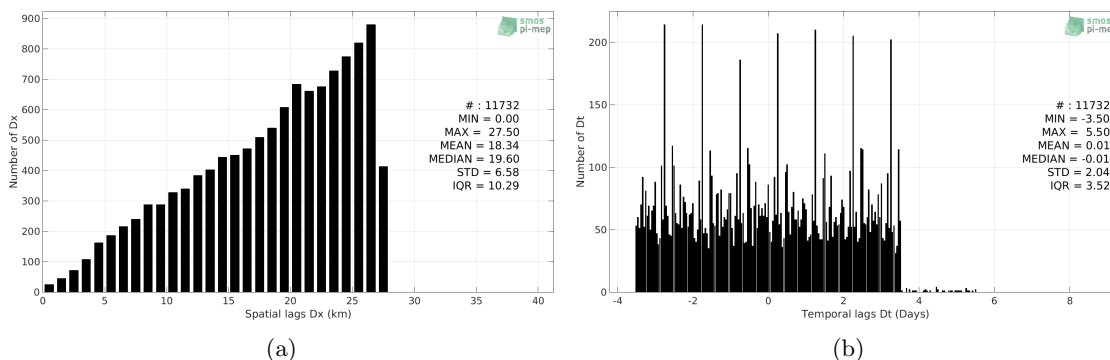 900
800
700
600
500
400
300
200
100
0
Number of Dx
smos
pi-mep
# : 11732
MIN = 0.00
MAX = 27.50
MEAN = 18.34
MEDIAN = 19.60
STD = 6.58
IQR = 10.29
0 5 10 15 20 25 30 35 40
Spatial lags Dx (km)
(a)
200
150
100
50
0
Number of Dt
smos
pi-mep
# : 11732
MIN = -3.50
MAX = 5.50
MEAN = 0.01
MEDIAN = -0.01
STD = 2.04
IQR = 3.52
-4 -2 0 2 4 6 8
Temporal lags Dt (Days)
(b)